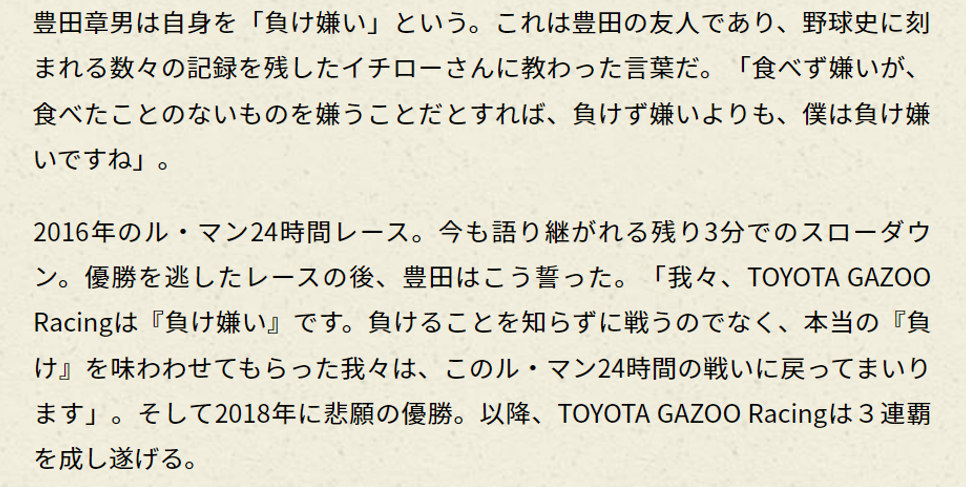 豊田章男は自身を「負け嫌い」という。これは豊田の友人であり、野球史に刻
まれる数々の記録を残したイチローさんに教わった言葉だ。「食べず嫌いが、
食べたことのないものを嫌うことだとすれば、負けず嫌いよりも、僕は負け嫌
いですね」。
2016年のル・マン24時間レース。今も語り継がれる残り3分でのスローダウ
ン。優勝を逃したレースの後、豊田はこう誓った。「我々、TOYOTA GAZOO
Racingは『負け嫌い』です。負けることを知らずに戦うのでなく、本当の『負
け』を味わわせてもらった我々は、このル・マン24時間の戦いに戻ってまいり
ます」。そして2018年に悲願の優勝。以降、TOYOTA GAZOO Racingは３連覇
を成し遂げる。